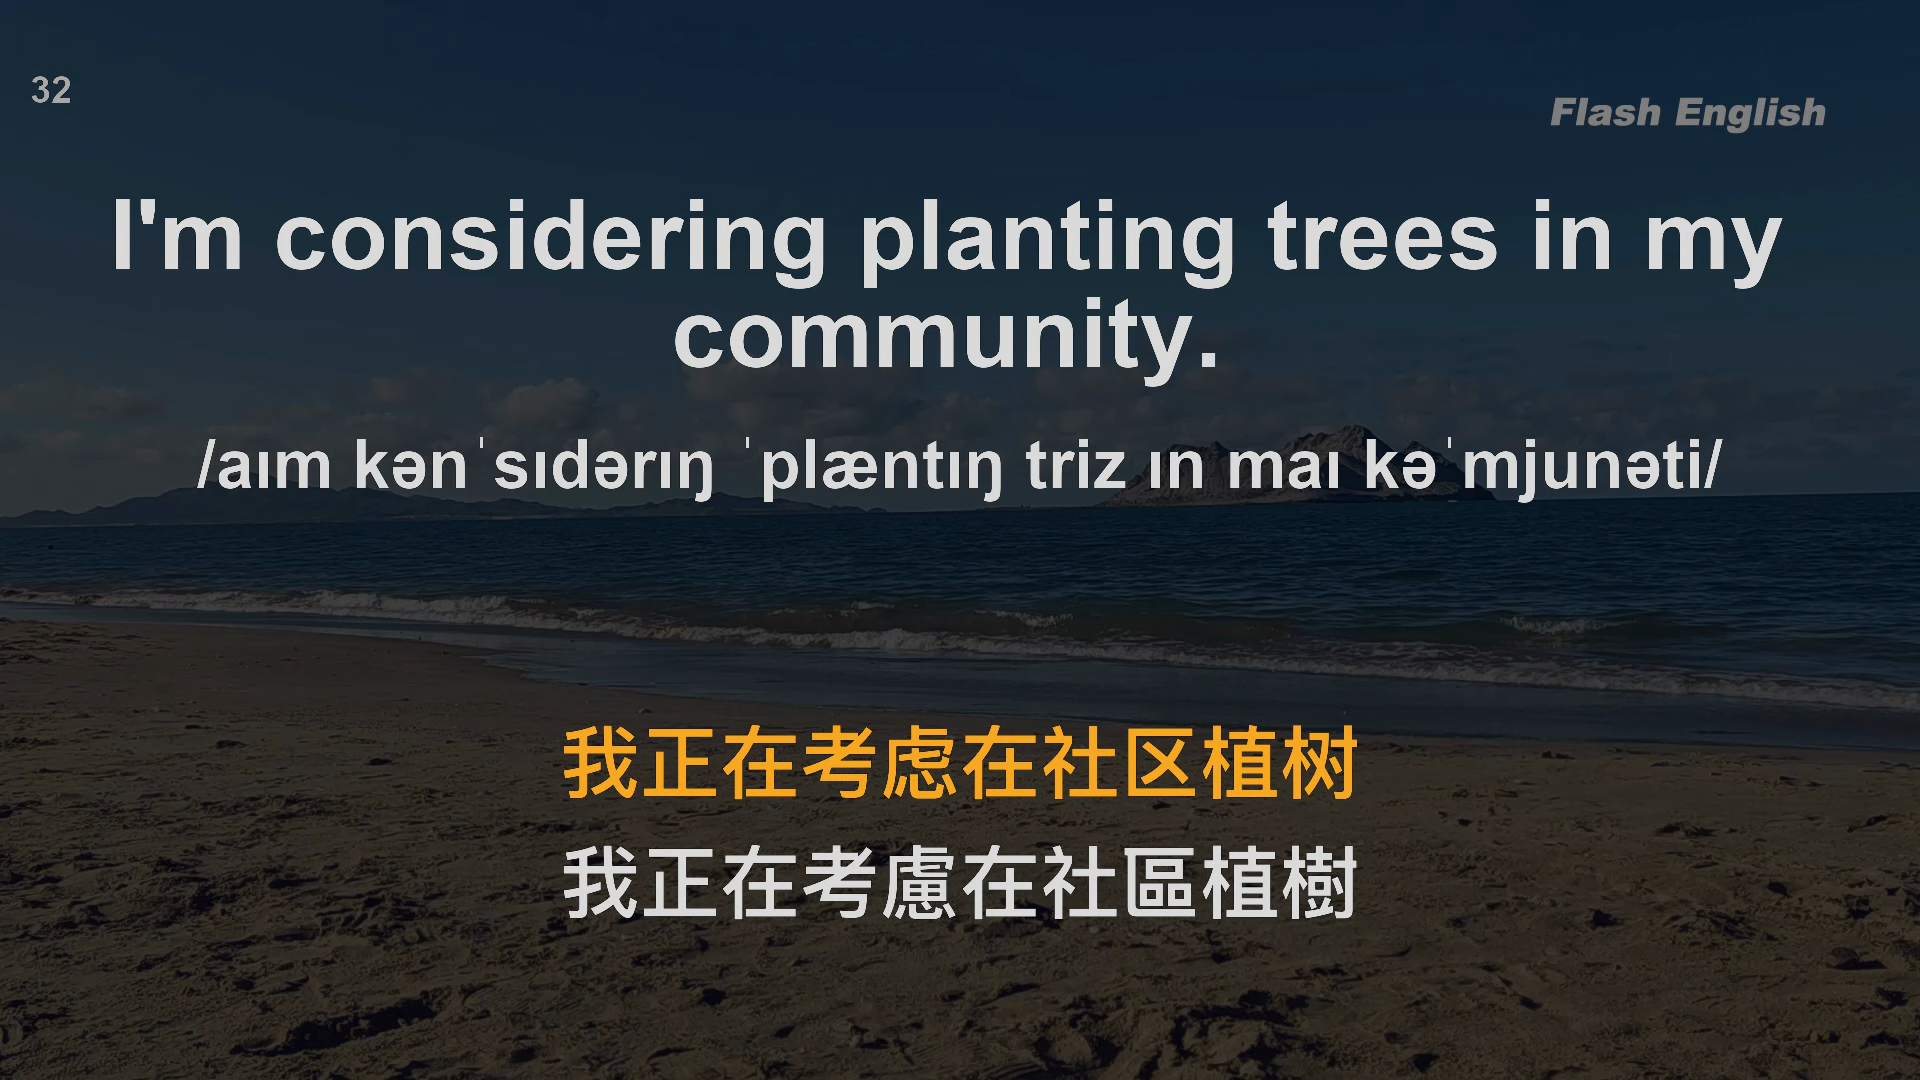 32
Flash English
I'm considering planting trees in my
community.
/aɪm kənˈsɪdərɪŋ ˈplæntɪŋ triz ɪn maɪ kəˈmjunəti/
我正在考虑在社区植树
我正在考慮在社區植樹